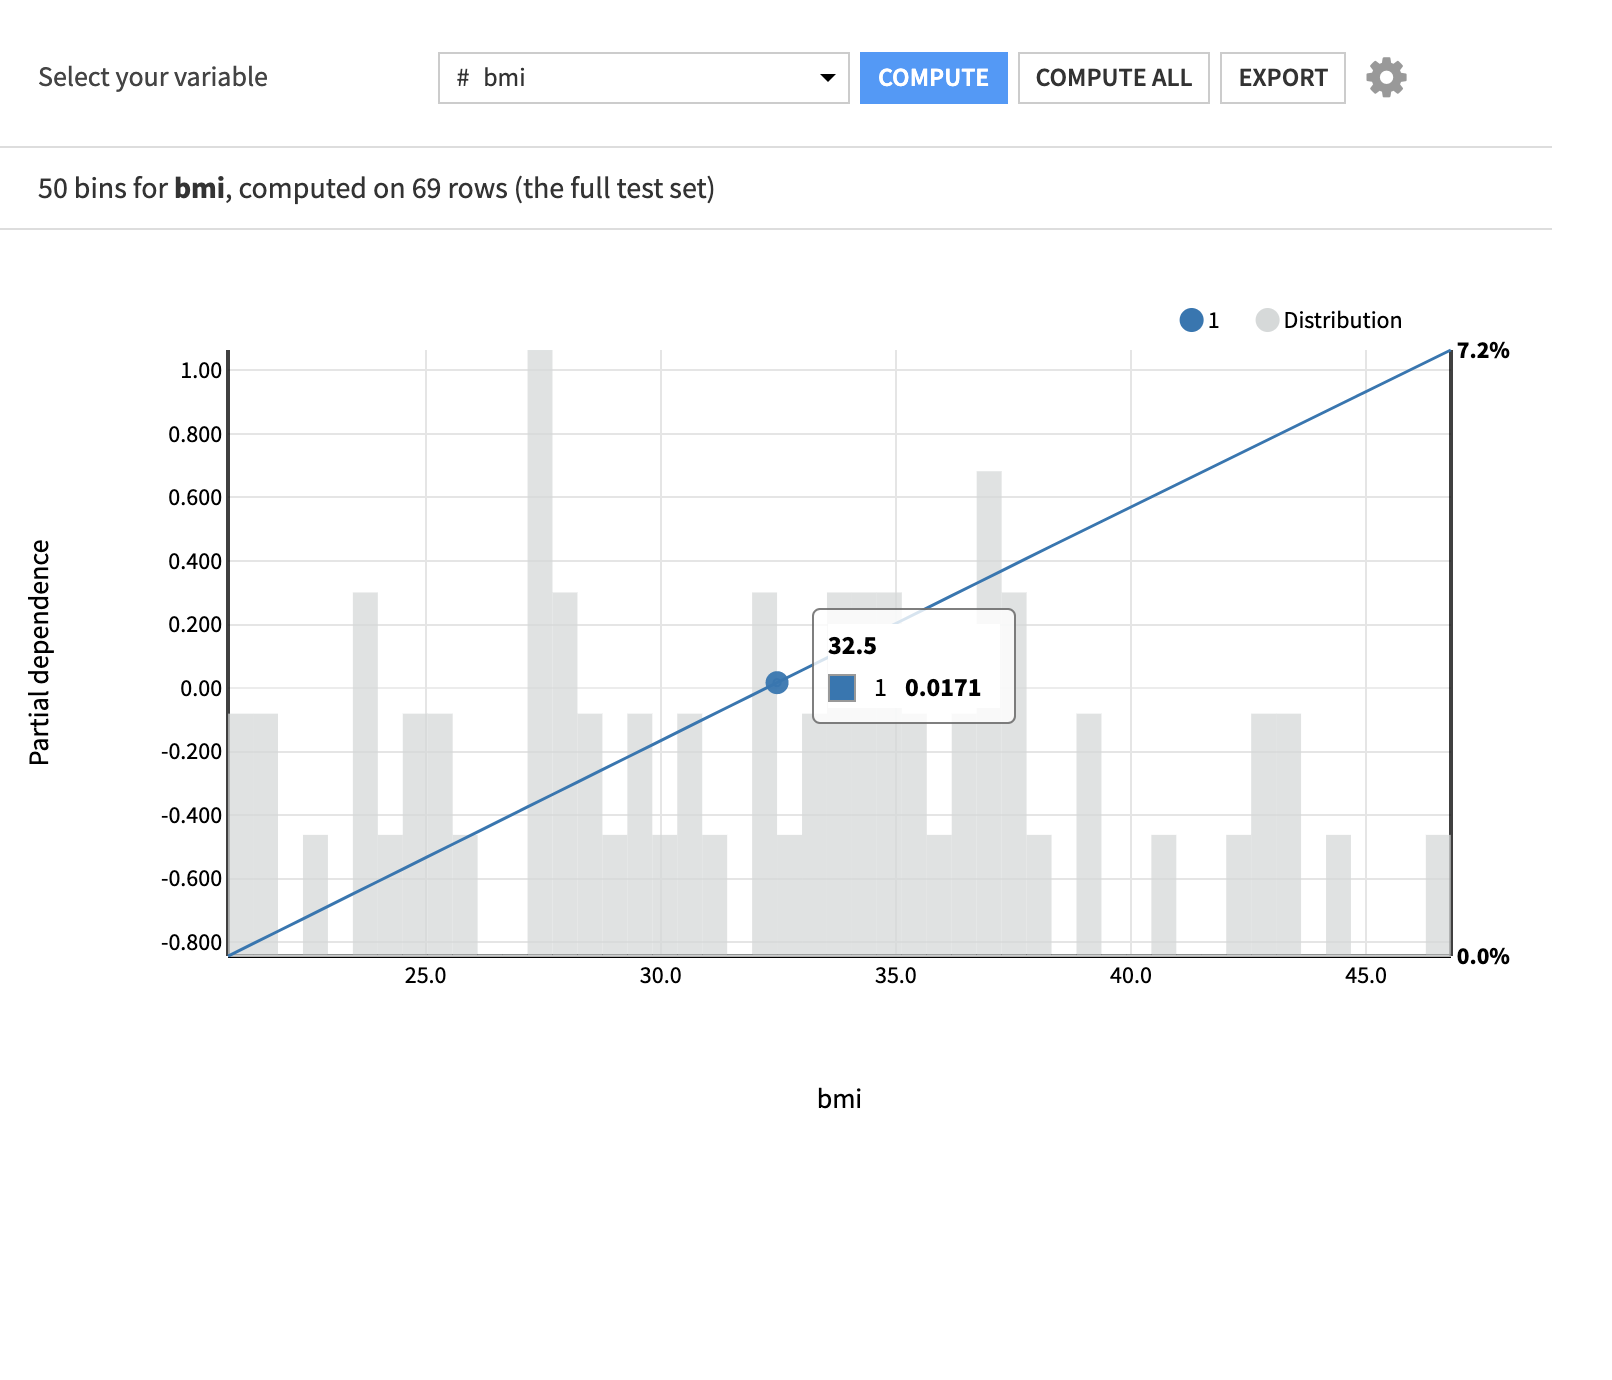 Select your variable
# bmi
COMPUTE
COMPUTE ALL
EXPORT
50 bins for bmi, computed on 69 rows (the full test set)
1
Distribution
7.2%
1.00
0.800
0.600
0.400
0.200
0.00
-0.200
-0.400
-0.600
-0.800
Partial dependence
32.5
1 0.0171
0.0%
25.0
30.0
35.0
40.0
45.0
bmi